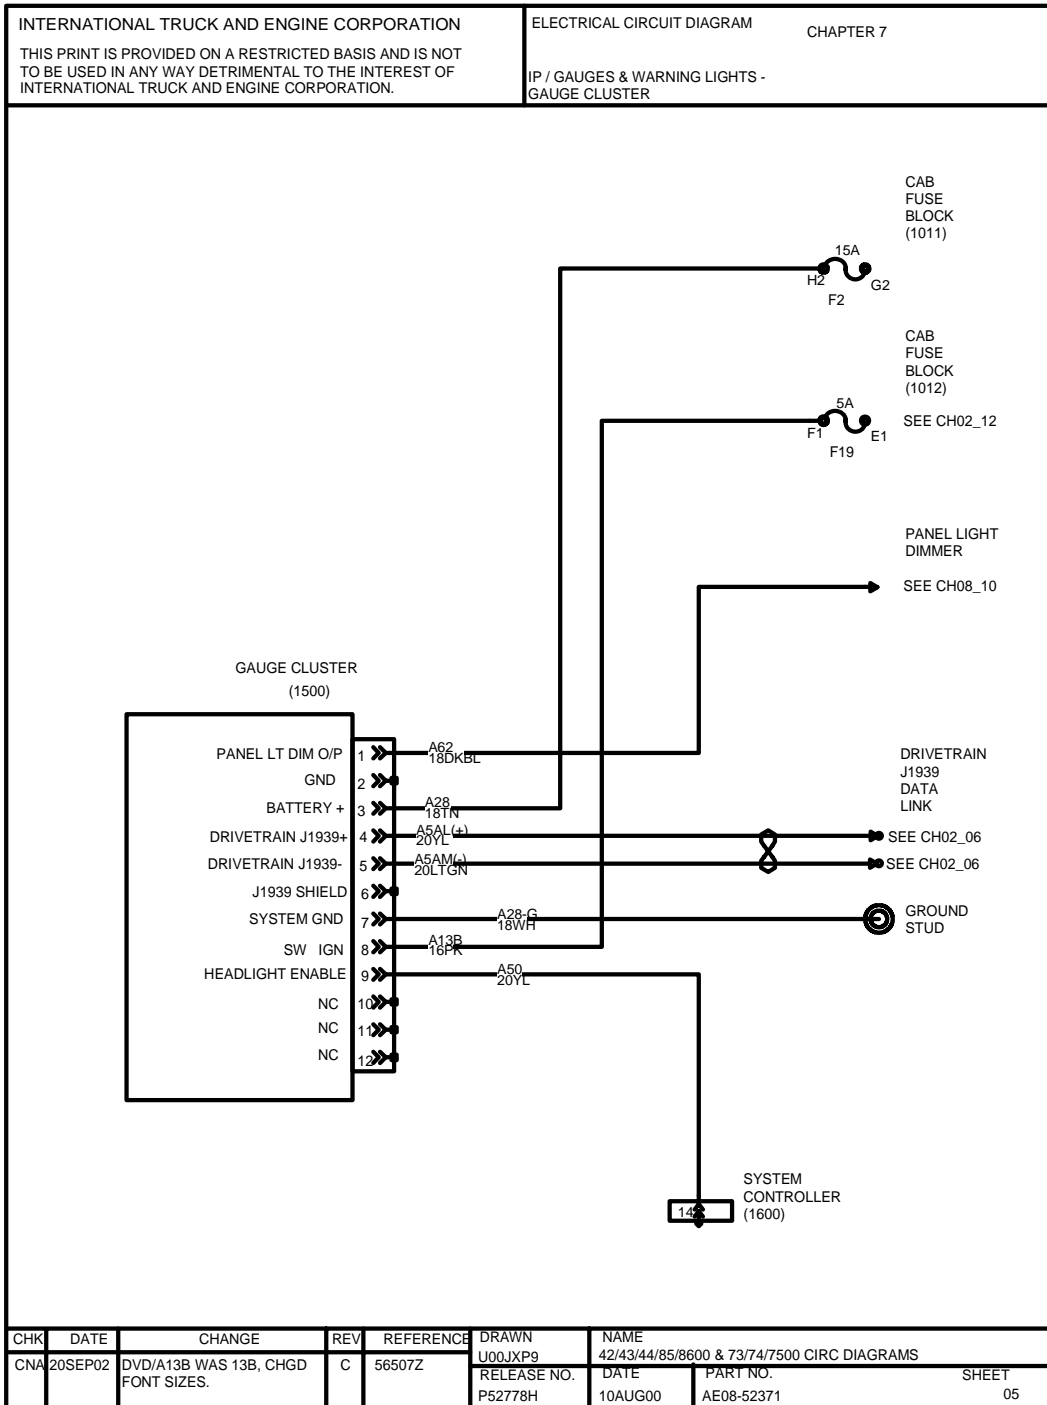 INTERNATIONAL TRUCK AND ENGINE CORPORATION
THIS PRINT IS PROVIDED ON A RESTRICTED BASIS AND IS NOT
TO BE USED IN ANY WAY DETRIMENTAL TO THE INTEREST OF
INTERNATIONAL TRUCK AND ENGINE CORPORATION.
ELECTRICAL CIRCUIT DIAGRAM
CHAPTER 7
IP / GAUGES & WARNING LIGHTS -
GAUGE CLUSTER
CAB
FUSE
BLOCK
(1011)
15A
H2
G2
F2
CAB
FUSE
BLOCK
(1012)
5A
SEE CH02_12
F1
E1
F19
PANEL LIGHT
DIMMER
SEE CH08_10
GAUGE CLUSTER
(1500)
PANEL LT DIM O/P 1 A62
18DKBL
GND 2
BATTERY + 3 A28
18TN
DRIVETRAIN J1939+ 4 A5AL(+)
20YL
DRIVETRAIN J1939- 5 A5AM(-)
20LTGN
J1939 SHIELD 6
SYSTEM GND 7 A28-G
18WH
SW IGN 8 A13B
16PK
HEADLIGHT ENABLE 9 A50
20YL
NC 10
NC 11
NC 12
DRIVETRAIN
J1939
DATA
LINK
SEE CH02_06
SEE CH02_06
GROUND
STUD
14
SYSTEM
CONTROLLER
(1600)
CHK DATE CHANGE REV REFERENCE
CNA 20SEP02 DVD/A13B WAS 13B, CHGD C 56507Z
FONT SIZES.
DRAWN
U00JXP9
NAME
42/43/44/85/8600 & 73/74/7500 CIRC DIAGRAMS
RELEASE NO. DATE PART NO. SHEET
P52778H 10AUG00 AE08-52371 05